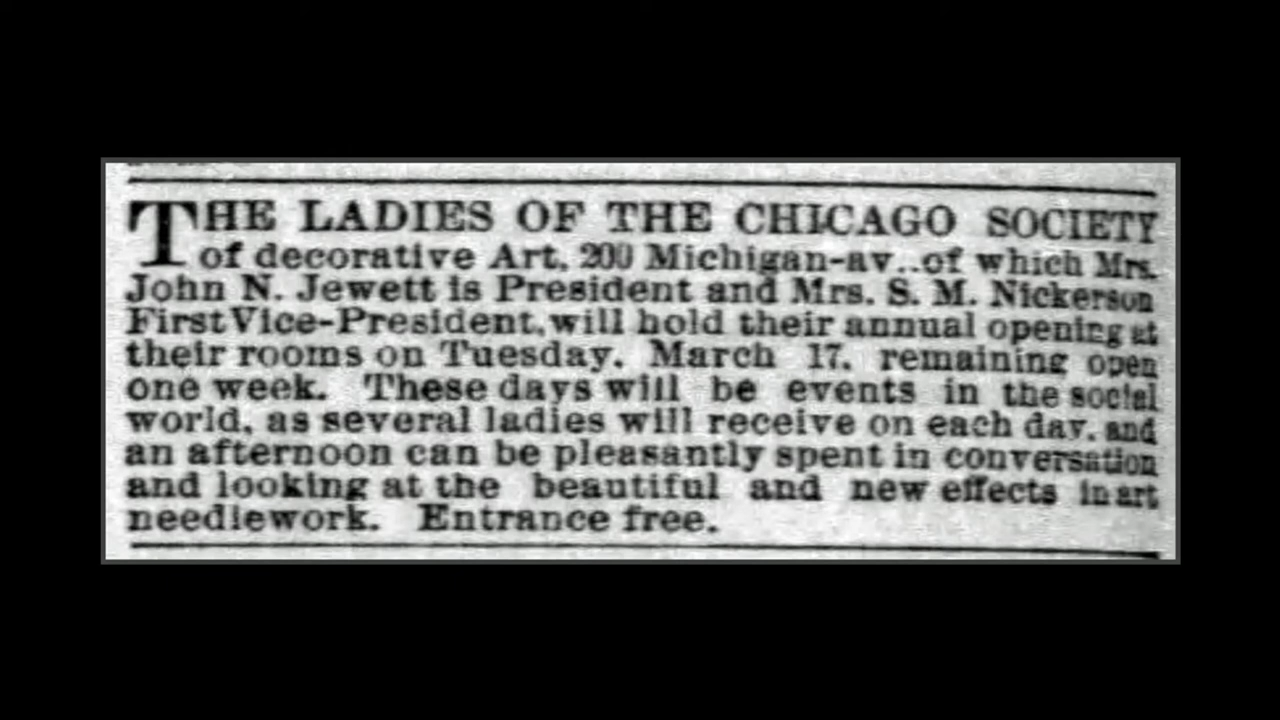 THE LADIES OF THE CHICAGO SOCIETY
of decorative Art, 200 Michigan-av., of which Mrs.
John N. Jewett is President and Mrs. S. M. Nickerson
First Vice-President, will hold their annual opening at
their rooms on Tuesday, March 17, remaining open
one week. These days will be events in the social
world, as several ladies will receive on each day, and
an afternoon can be pleasantly spent in conversation
and looking at the beautiful and new effects in art
needlework. Entrance free.